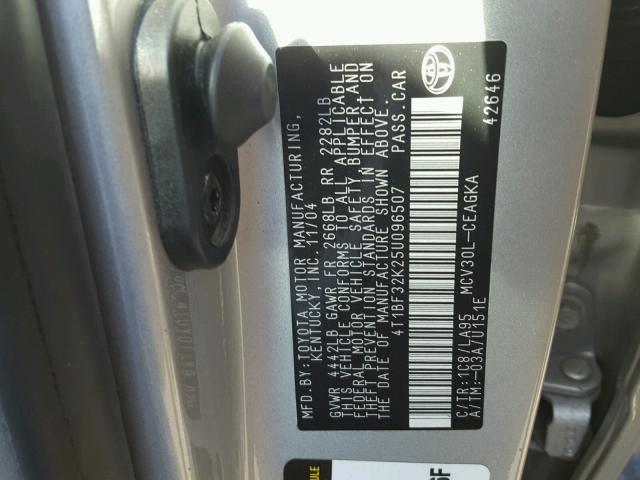 MFD.BY:TOYOTA MOTOR MANUFACTURING,
KENTUCKY, INC. 11/04
GVWR 4442LB GAWR FR 2668LB RR 2282LB
THIS VEHICLE CONFORMS TO ALL APPLICABLE
FEDERAL MOTOR VEHICLE SAFETY, BUMPER, AND
THEFT PREVENTION STANDARDS IN EFFECT ON
THE DATE OF MANUFACTURE SHOWN ABOVE.
4T1BF32K25U096507 PASS.CAR
C/TR:1C8/LA95 MCV30L-CEAGKA
A/TM:-03A/U151E
42646
ULE